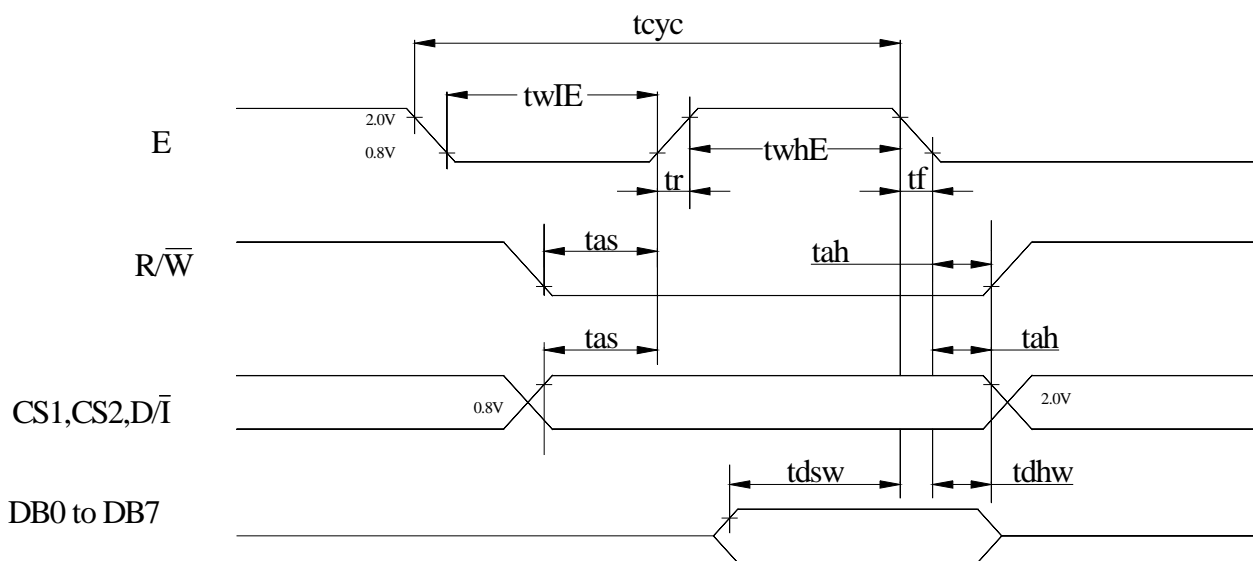 tcyc
twIE
2.0V
E
0.8V
twhE
tr
tf
tas
tah
R/W̅
tas
tah
0.8V
2.0V
CS1,CS2,D/I̅
tdsw
tdhw
DB0 to DB7